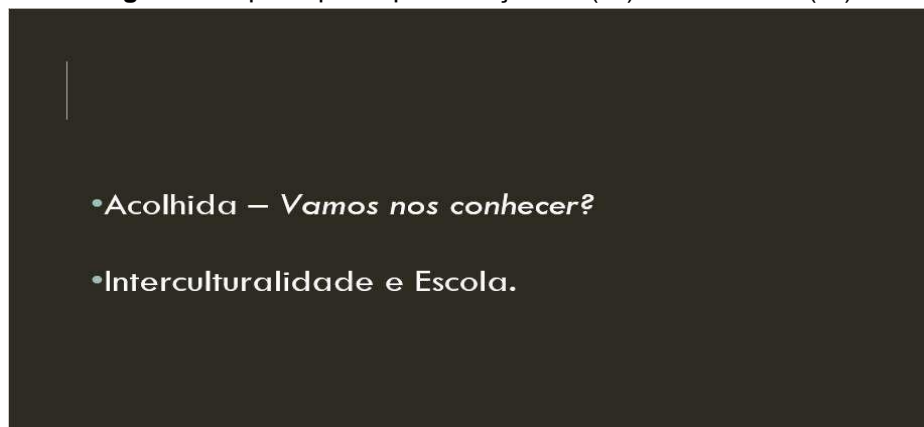 •Acolhida – Vamos nos conhecer?
•Interculturalidade e Escola.